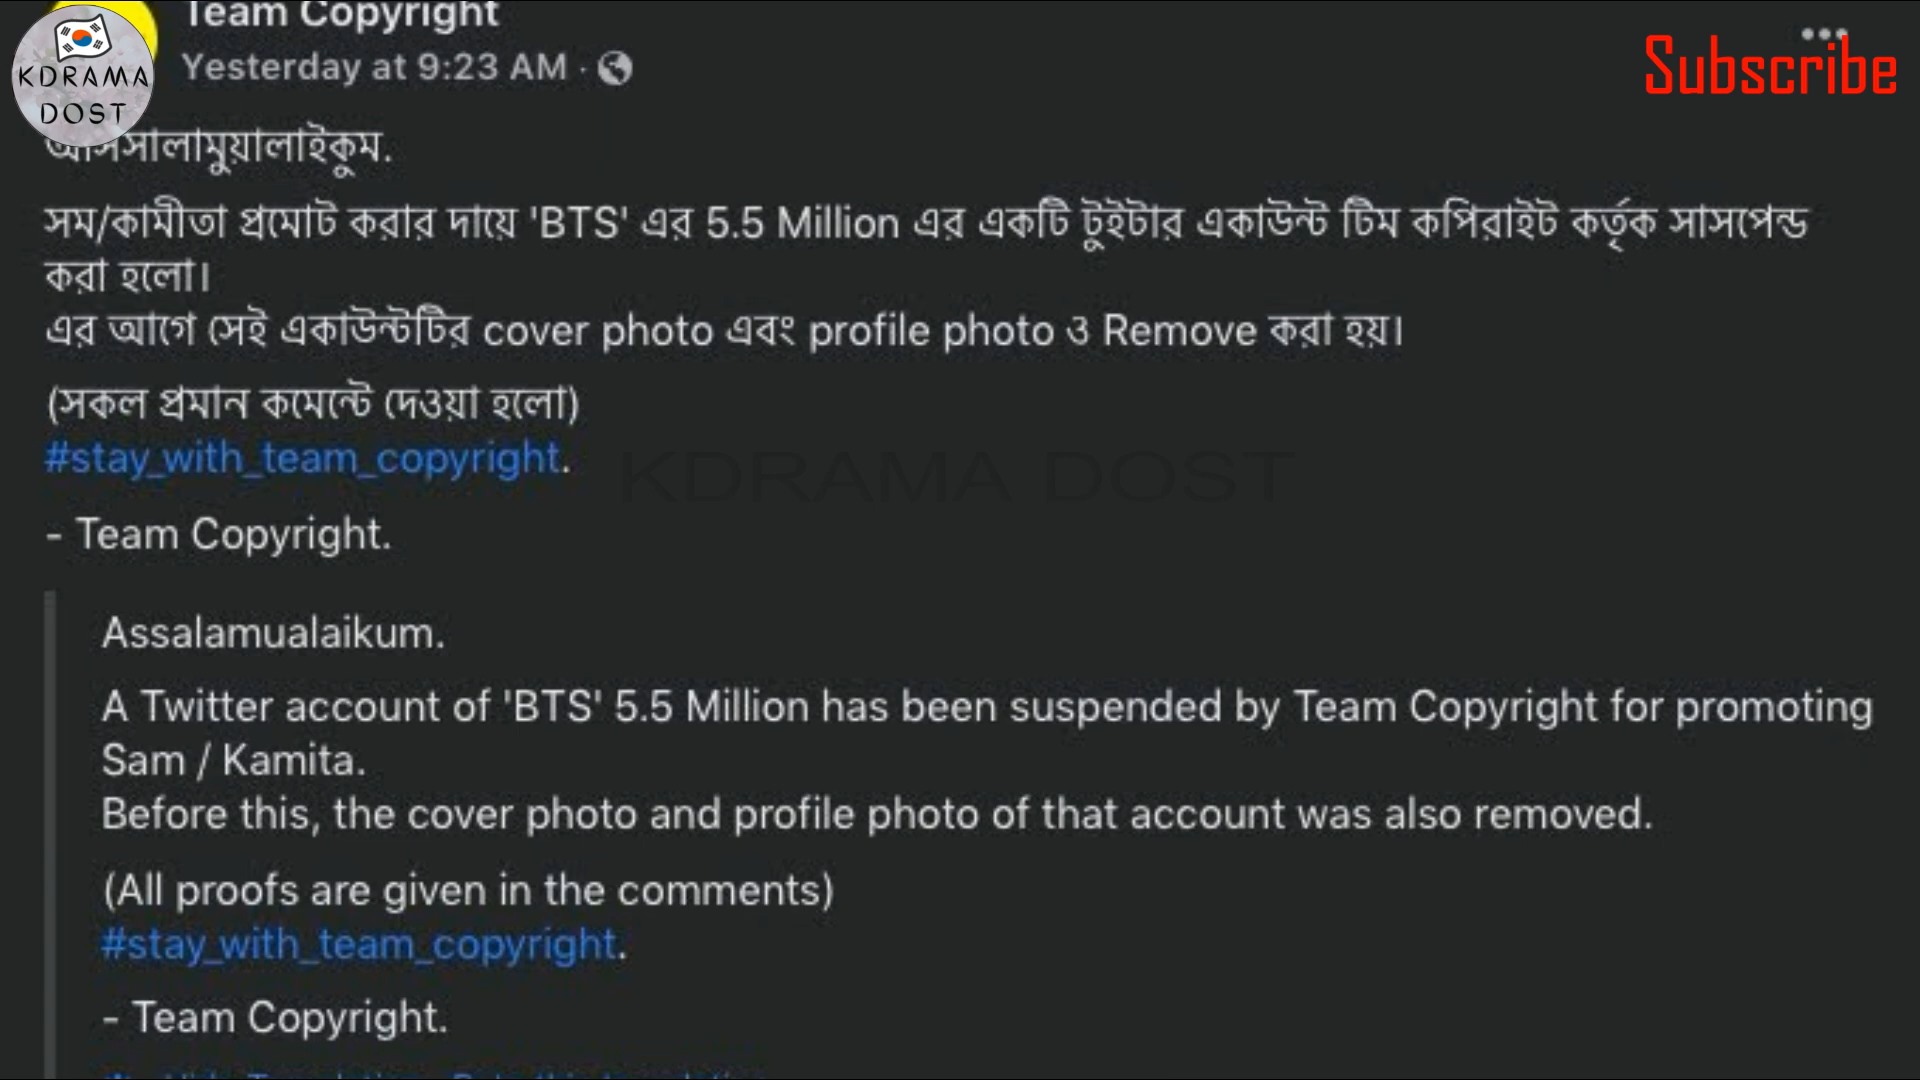 Team Copyright
Yesterday at 9:23 AM ·
KDRAMA
DOST
Subscribe
আসসালামুয়ালাইকুম.
সম/কামীতা প্রমোট করার দায়ে 'BTS' এর 5.5 Million এর একটি টুইটার একাউন্ট টিম কপিরাইট কর্তৃক সাসপেন্ড
করা হলো।
এর আগে সেই একাউন্টটির cover photo এবং profile photo ও Remove করা হয়।
(সকল প্রমান কমেন্টে দেওয়া হলো)
#stay_with_team_copyright.
KDRAMA DOST
- Team Copyright.
Assalamualaikum.
A Twitter account of 'BTS' 5.5 Million has been suspended by Team Copyright for promoting
Sam / Kamita.
Before this, the cover photo and profile photo of that account was also removed.
(All proofs are given in the comments)
#stay_with_team_copyright.
- Team Copyright.